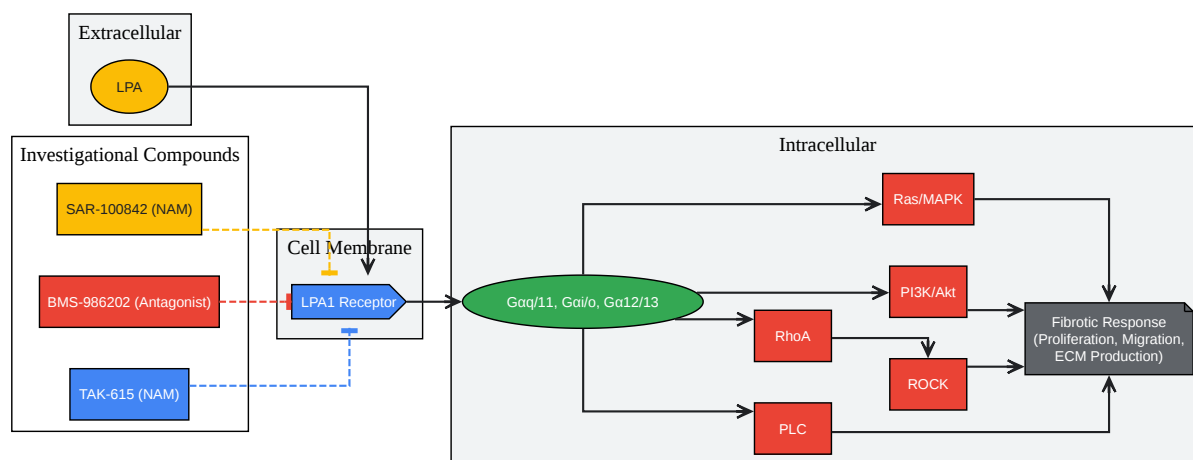 Extracellular
LPA
Investigational Compounds
SAR-100842 (NAM)
BMS-986202 (Antagonist)
TAK-615 (NAM)
Cell Membrane
LPA1 Receptor
Intracellular
Gαq/11, Gαi/o, Gα12/13
Ras/MAPK
PI3K/Akt
RhoA
ROCK
PLC
Fibrotic Response
(Proliferation, Migration,
ECM Production)